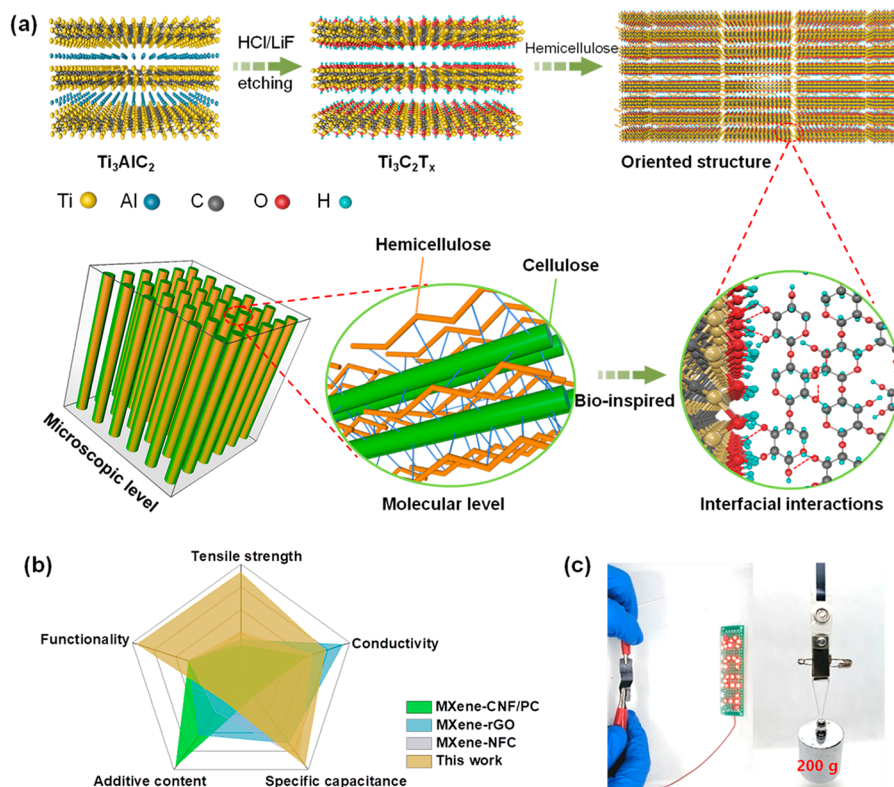 (a)
HCl/LiF
etching
Hemicellulose
Ti₃AlC₂
Ti₃C₂Tₓ
Oriented structure
Ti
Al
C
O
H
Hemicellulose
Cellulose
Bio-inspired
Microscopic level
Molecular level
Interfacial interactions
(b)
Tensile strength
Functionality
Conductivity
Additive content
Specific capacitance
MXene-CNF/PC
MXene-rGO
MXene-NFC
This work
(c)
200 g